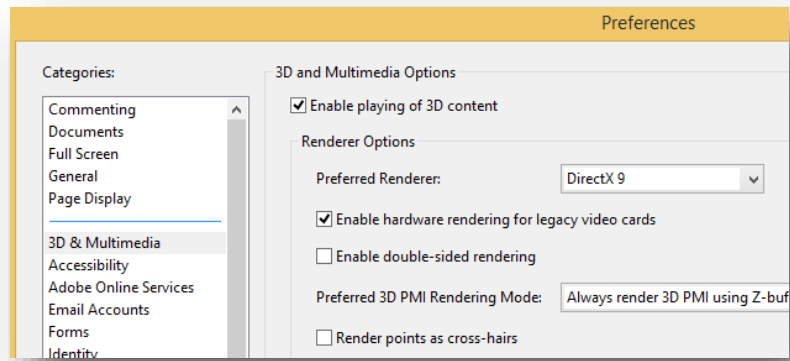 Preferences
Categories:
Commenting
Documents
Full Screen
General
Page Display
3D & Multimedia
Accessibility
Adobe Online Services
Email Accounts
Forms
Identity
3D and Multimedia Options
Enable playing of 3D content
Renderer Options
Preferred Renderer: DirectX 9
Enable hardware rendering for legacy video cards
Enable double-sided rendering
Preferred 3D PMI Rendering Mode: Always render 3D PMI using Z-buf
Render points as cross-hairs